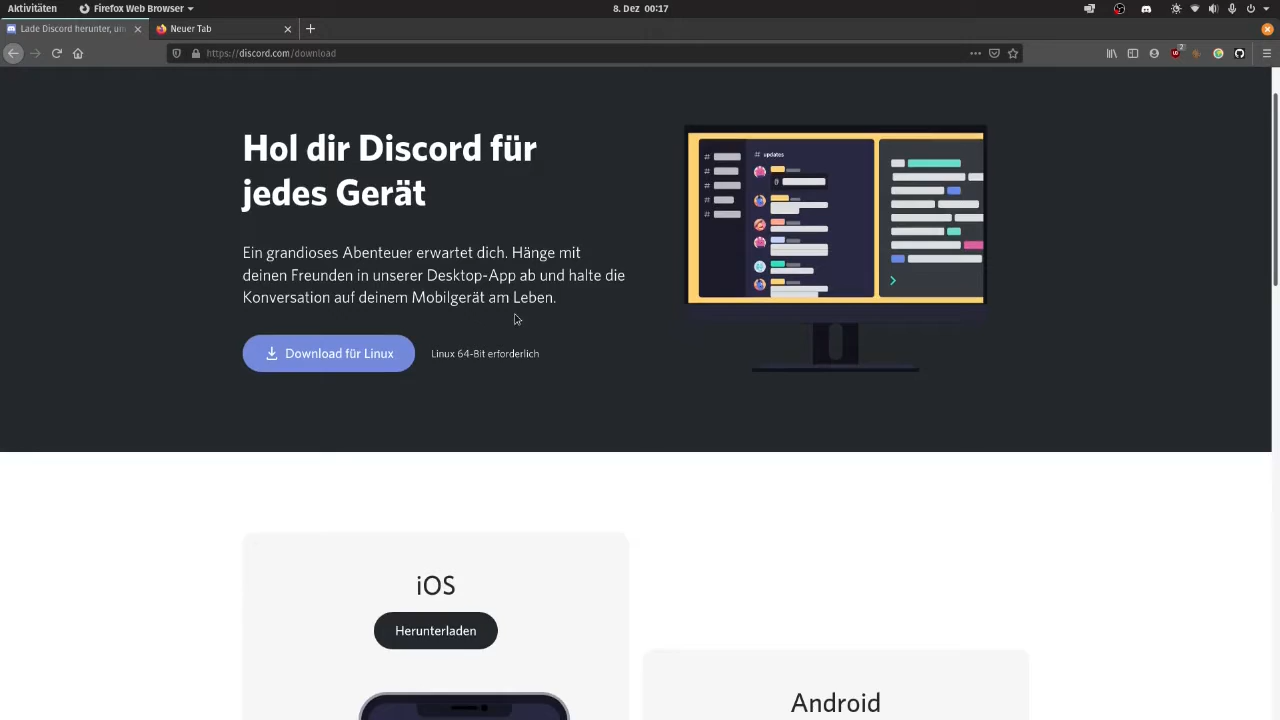 Aktivitäten
Firefox Web Browser
8. Dez 00:17
Lade Discord herunter, un
Neuer Tab
https://discord.com/download
2
Hol dir Discord für
jedes Gerät
Ein grandioses Abenteuer erwartet dich. Hänge mit
deinen Freunden in unserer Desktop-App ab und halte die
Konversation auf deinem Mobilgerät am Leben.
Download für Linux
Linux 64-Bit erforderlich
# updates
#
#
#
#
#
@
iOS
Herunterladen
Android